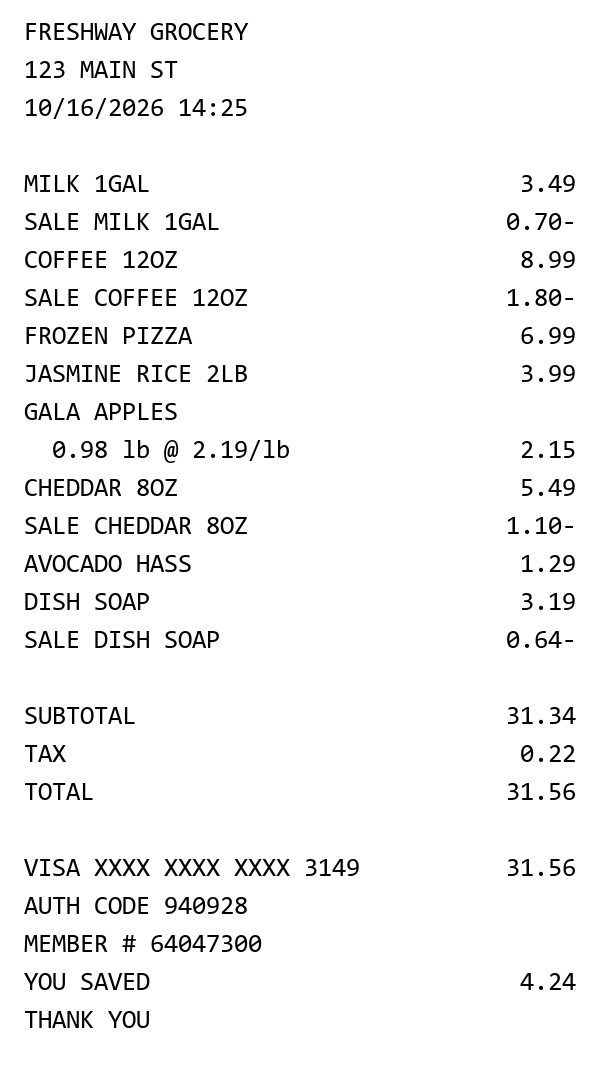 FRESHWAY GROCERY
123 MAIN ST
10/16/2026 14:25
MILK 1GAL 3.49
SALE MILK 1GAL 0.70-
COFFEE 12OZ 8.99
SALE COFFEE 12OZ 1.80-
FROZEN PIZZA 6.99
JASMINE RICE 2LB 3.99
GALA APPLES
0.98 lb @ 2.19/lb 2.15
CHEDDAR 8OZ 5.49
SALE CHEDDAR 8OZ 1.10-
AVOCADO HASS 1.29
DISH SOAP 3.19
SALE DISH SOAP 0.64-
SUBTOTAL 31.34
TAX 0.22
TOTAL 31.56
VISA XXXX XXXX XXXX 3149 31.56
AUTH CODE 940928
MEMBER # 64047300
YOU SAVED 4.24
THANK YOU